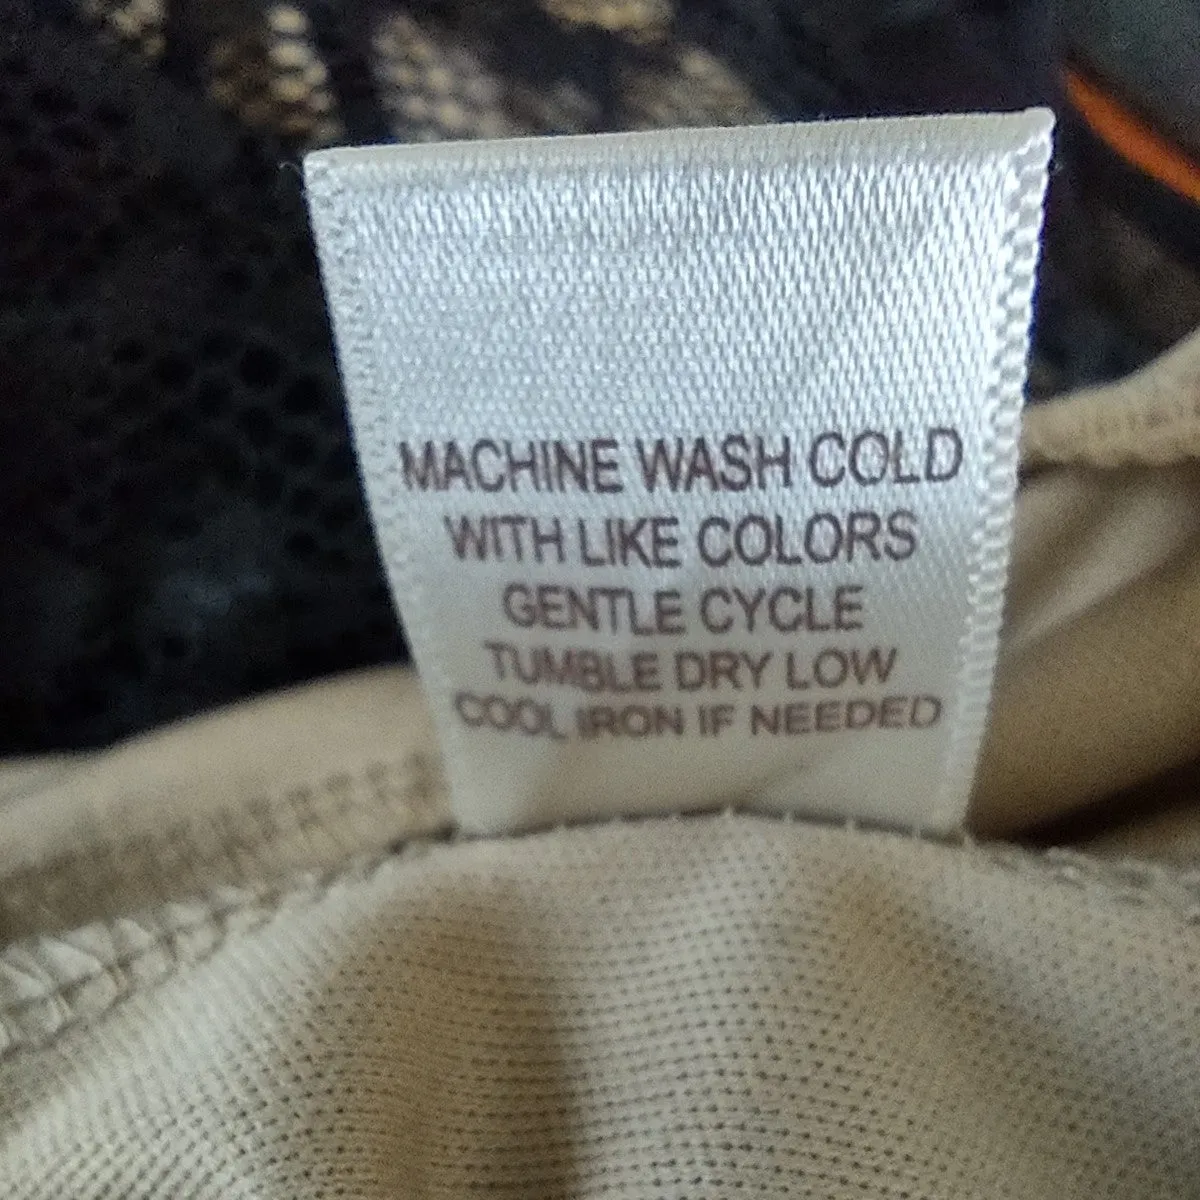 MACHINE WASH COLD
WITH LIKE COLORS
GENTLE CYCLE
TUMBLE DRY LOW
COOL IRON IF NEEDED